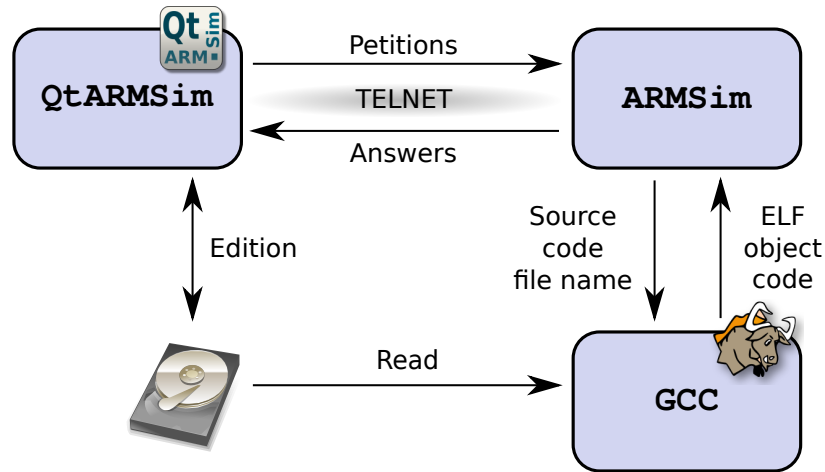 Qt
Sim
ARM
QtARMSim
Petitions
TELNET
Answers
ARMSim
Edition
Source
code
file name
ELF
object
code
Read
GCC